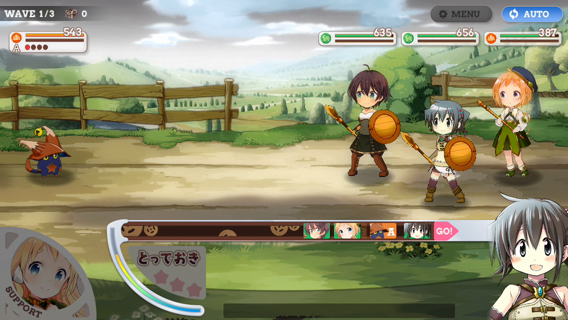 WAVE 1/3 0
MENU
AUTO
543
A
635
656
387
GO!
とっておき
SUPPORT